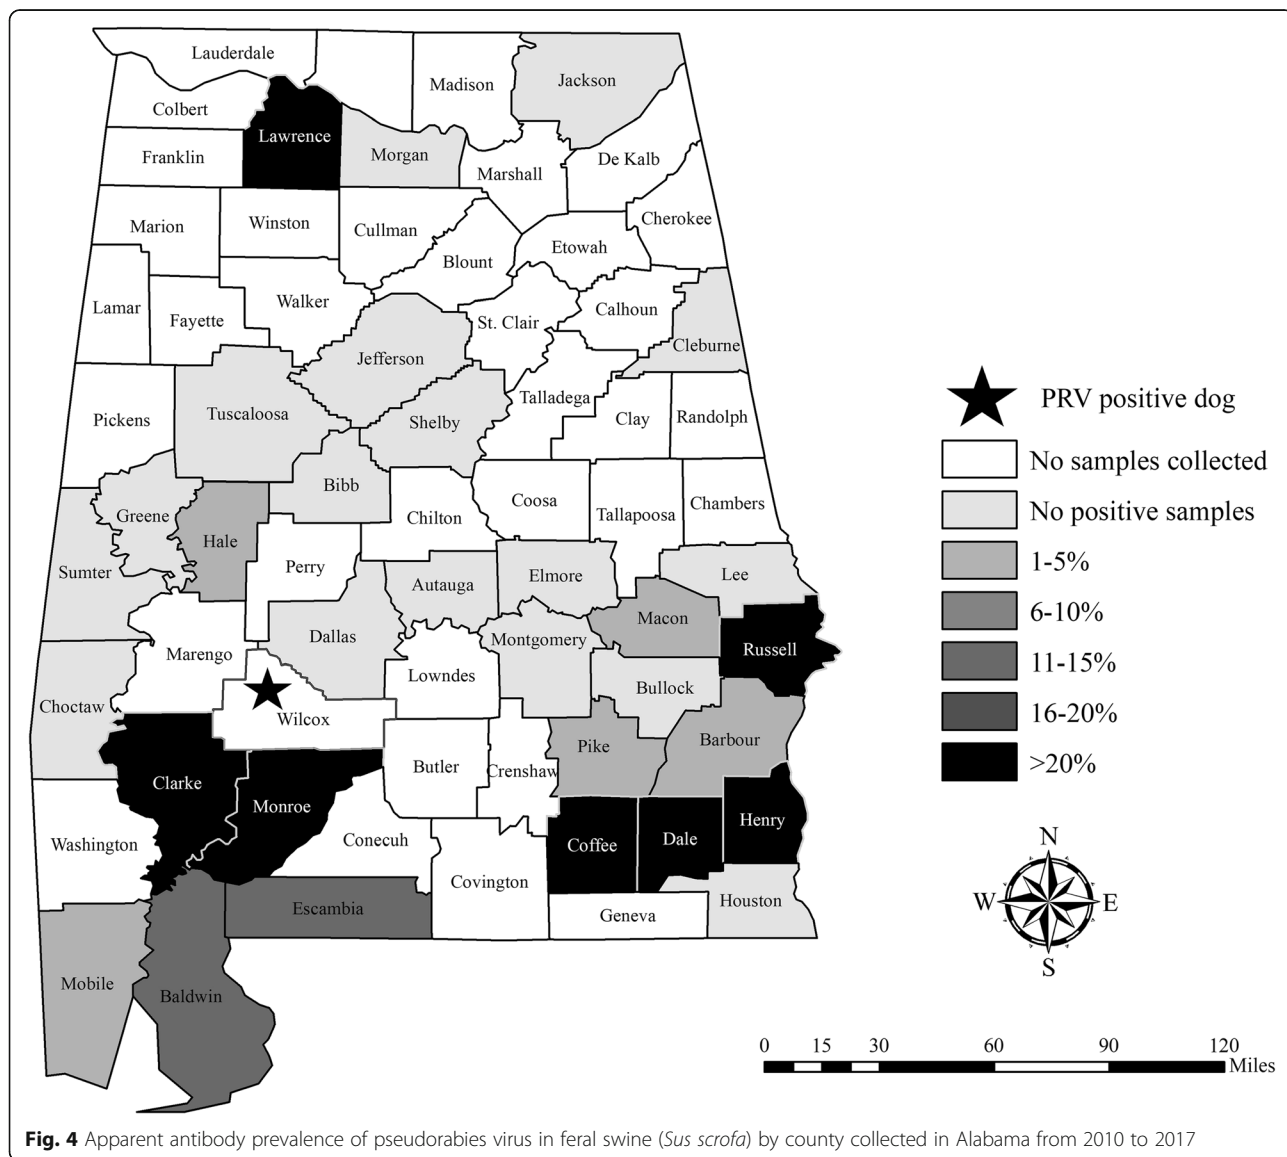 Lauderdale
Madison
Jackson
Colbert
Lawrence
Franklin
Morgan
Marshall
De Kalb
Marion
Winston
Cullman
Cherokee
Etowah
Blount
Lamar
Fayette
Walker
St. Clair
Calhoun
Jefferson
Cleburne
Pickens
Tuscaloosa
Shelby
Talladega
Clay
Randolph
Bibb
Greene
Hale
Chilton
Coosa
Tallapoosa
Chambers
Sumter
Perry
Autauga
Elmore
Lee
Dallas
Macon
Marengo
Montgomery
Russell
Lowndes
Bullock
Choctaw
Wilcox
Pike
Barbour
Clarke
Butler
Crenshaw
Monroe
Washington
Conecuh
Coffee
Dale
Henry
Covington
Escambia
Geneva
Houston
Mobile
Baldwin
PRV positive dog
No samples collected
No positive samples
1-5%
6-10%
11-15%
16-20%
>20%
N
W
E
S
0 15 30 60 90 120
Miles
Fig. 4 Apparent antibody prevalence of pseudorabies virus in feral swine (Sus scrofa) by county collected in Alabama from 2010 to 2017